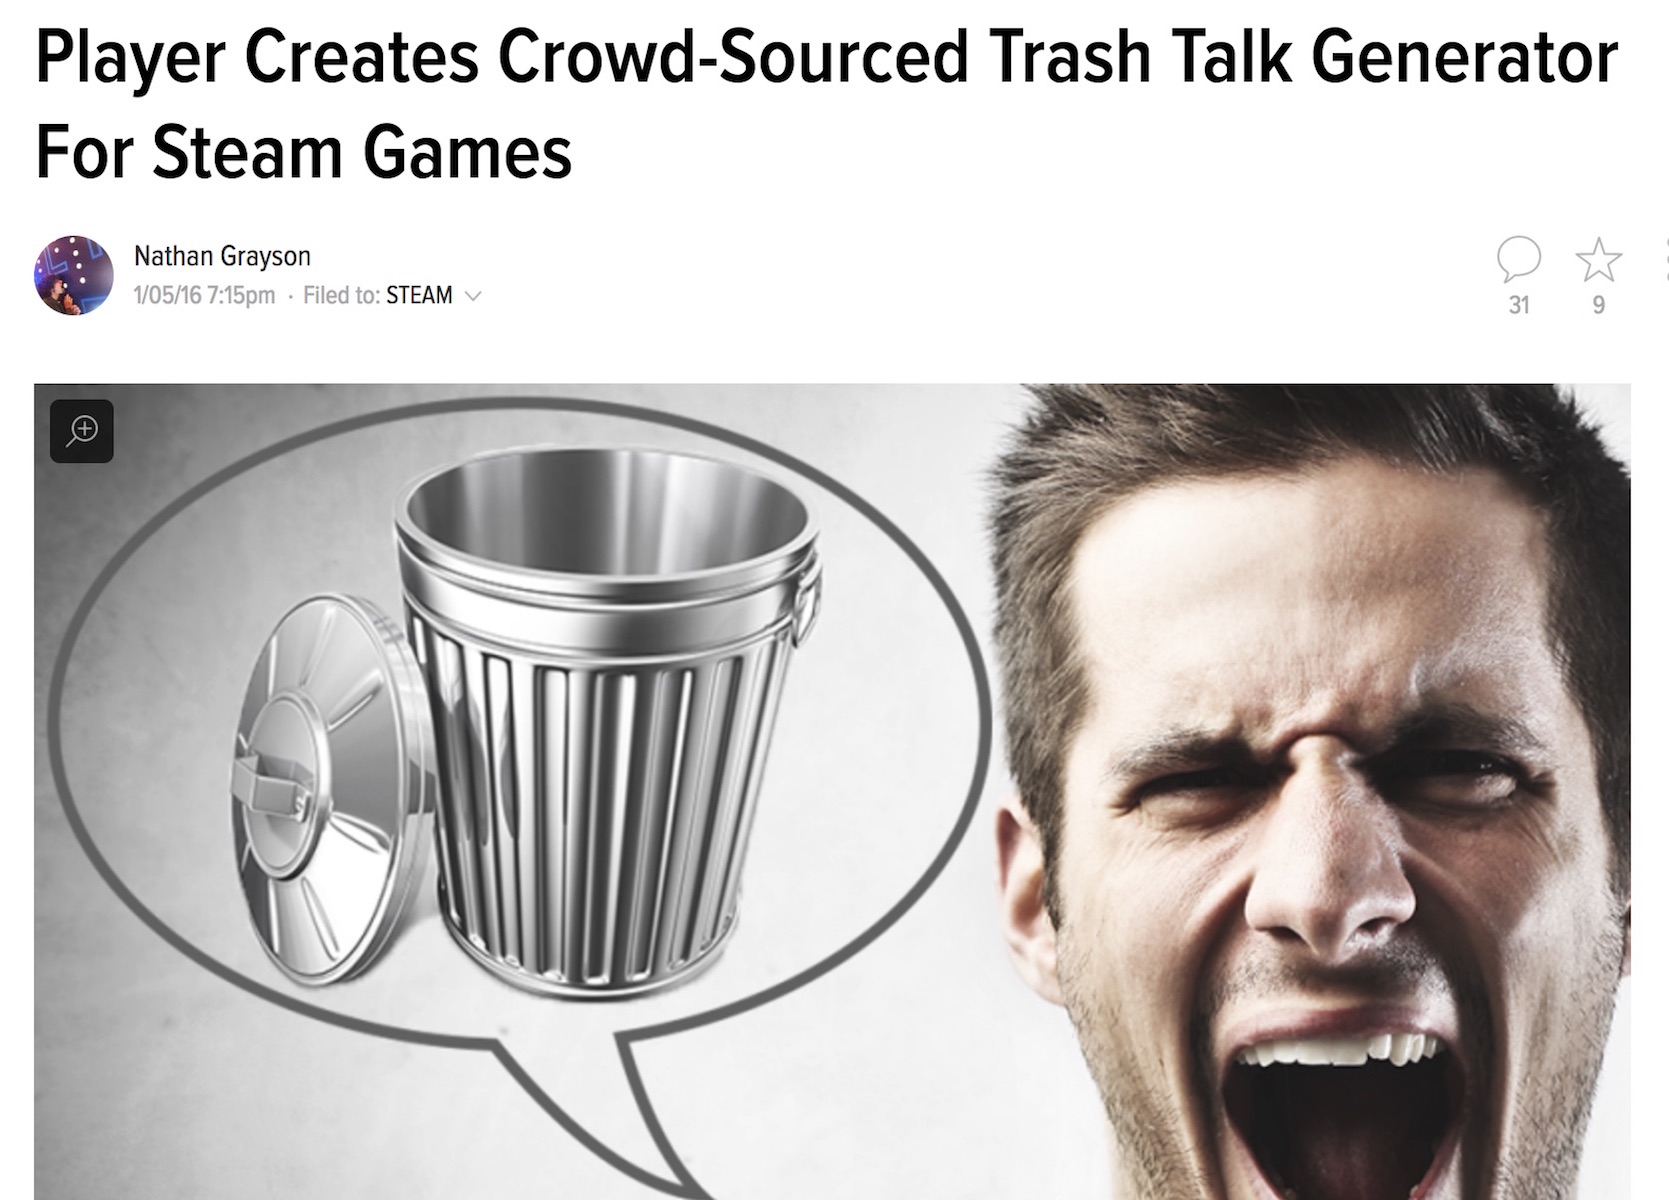 Player Creates Crowd-Sourced Trash Talk Generator
For Steam Games
Nathan Grayson
1/05/16 7:15pm · Filed to: STEAM
31
9